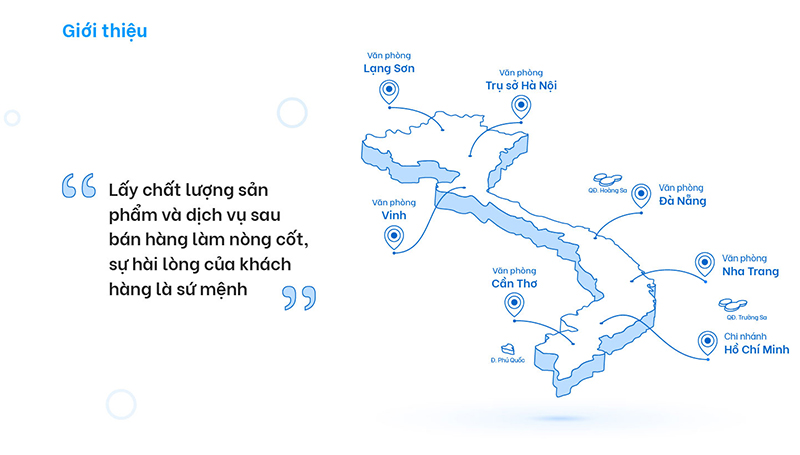 Giới thiệu
Lấy chất lượng sản
phẩm và dịch vụ sau
bán hàng làm nòng cốt,
sự hài lòng của khách
hàng là sứ mệnh
Văn phòng
Lạng Sơn
Văn phòng
Trụ sở Hà Nội
Văn phòng
Vinh
QĐ. Hoàng Sa
Văn phòng
Đà Nẵng
Văn phòng
Nha Trang
Văn phòng
Cần Thơ
QĐ. Trường Sa
Chi nhánh
Hồ Chí Minh
Đ. Phú Quốc